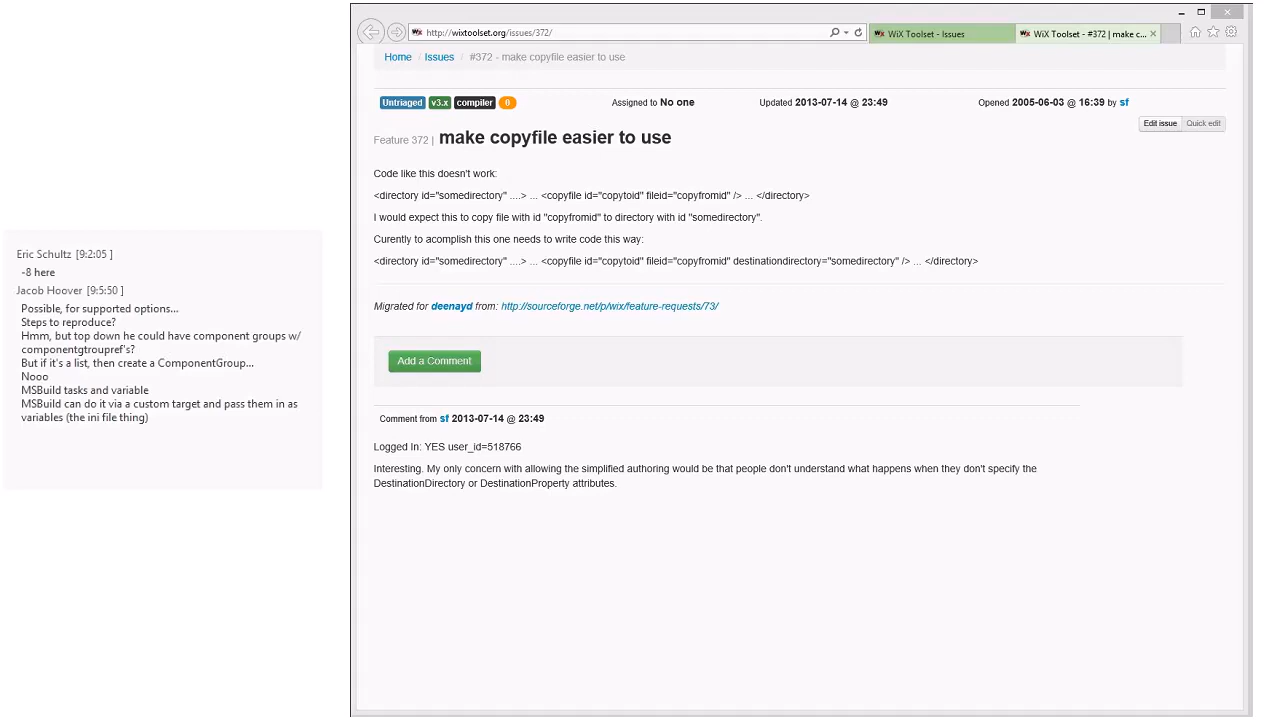 http://wixtoolset.org/issues/372/
WiX Toolset - Issues
WiX Toolset - #372 | make c...
Home / Issues / #372 - make copyfile easier to use
Untriaged v3.x compiler 0
Assigned to No one
Updated 2013-07-14 @ 23:49
Opened 2005-06-03 @ 16:39 by sf
Edit issue Quick edit
Feature 372 | make copyfile easier to use
Code like this doesn't work:
<directory id="somedirectory" ....> ... <copyfile id="copytoid" fileid="copyfromid" /> ... </directory>
I would expect this to copy file with id "copyfromid" to directory with id "somedirectory".
Curently to acomplish this one needs to write code this way:
<directory id="somedirectory" ....> ... <copyfile id="copytoid" fileid="copyfromid" destinationdirectory="somedirectory" /> ... </directory>
Migrated for deenayd from: http://sourceforge.net/p/wix/feature-requests/73/
Add a Comment
Comment from sf 2013-07-14 @ 23:49
Logged In: YES user_id=518766
Interesting. My only concern with allowing the simplified authoring would be that people don't understand what happens when they don't specify the
DestinationDirectory or DestinationProperty attributes.
Eric Schultz [9:2:05 ]
-8 here
Jacob Hoover [9:5:50 ]
Possible, for supported options...
Steps to reproduce?
Hmm, but top down he could have component groups w/
componentgtroupref's?
But if it's a list, then create a ComponentGroup...
Nooo
MSBuild tasks and variable
MSBuild can do it via a custom target and pass them in as
variables (the ini file thing)